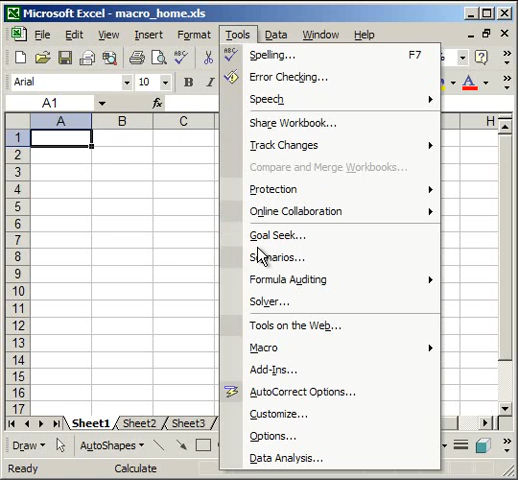 Microsoft Excel - macro_home.xls
File Edit View Insert Format Tools Data Window Help
Arial 10 B
A1 fx
A B C H
1
2
3
4
5
6
7
8
9
10
11
12
13
14
15
16
17
Spelling... F7
Error Checking...
Speech
Share Workbook...
Track Changes
Compare and Merge Workbooks...
Protection
Online Collaboration
Goal Seek...
Scenarios...
Formula Auditing
Solver...
Tools on the Web...
Macro
Add-Ins...
AutoCorrect Options...
Customize...
Options...
Data Analysis...
Sheet1 Sheet2 Sheet3
Draw AutoShapes
Ready Calculate